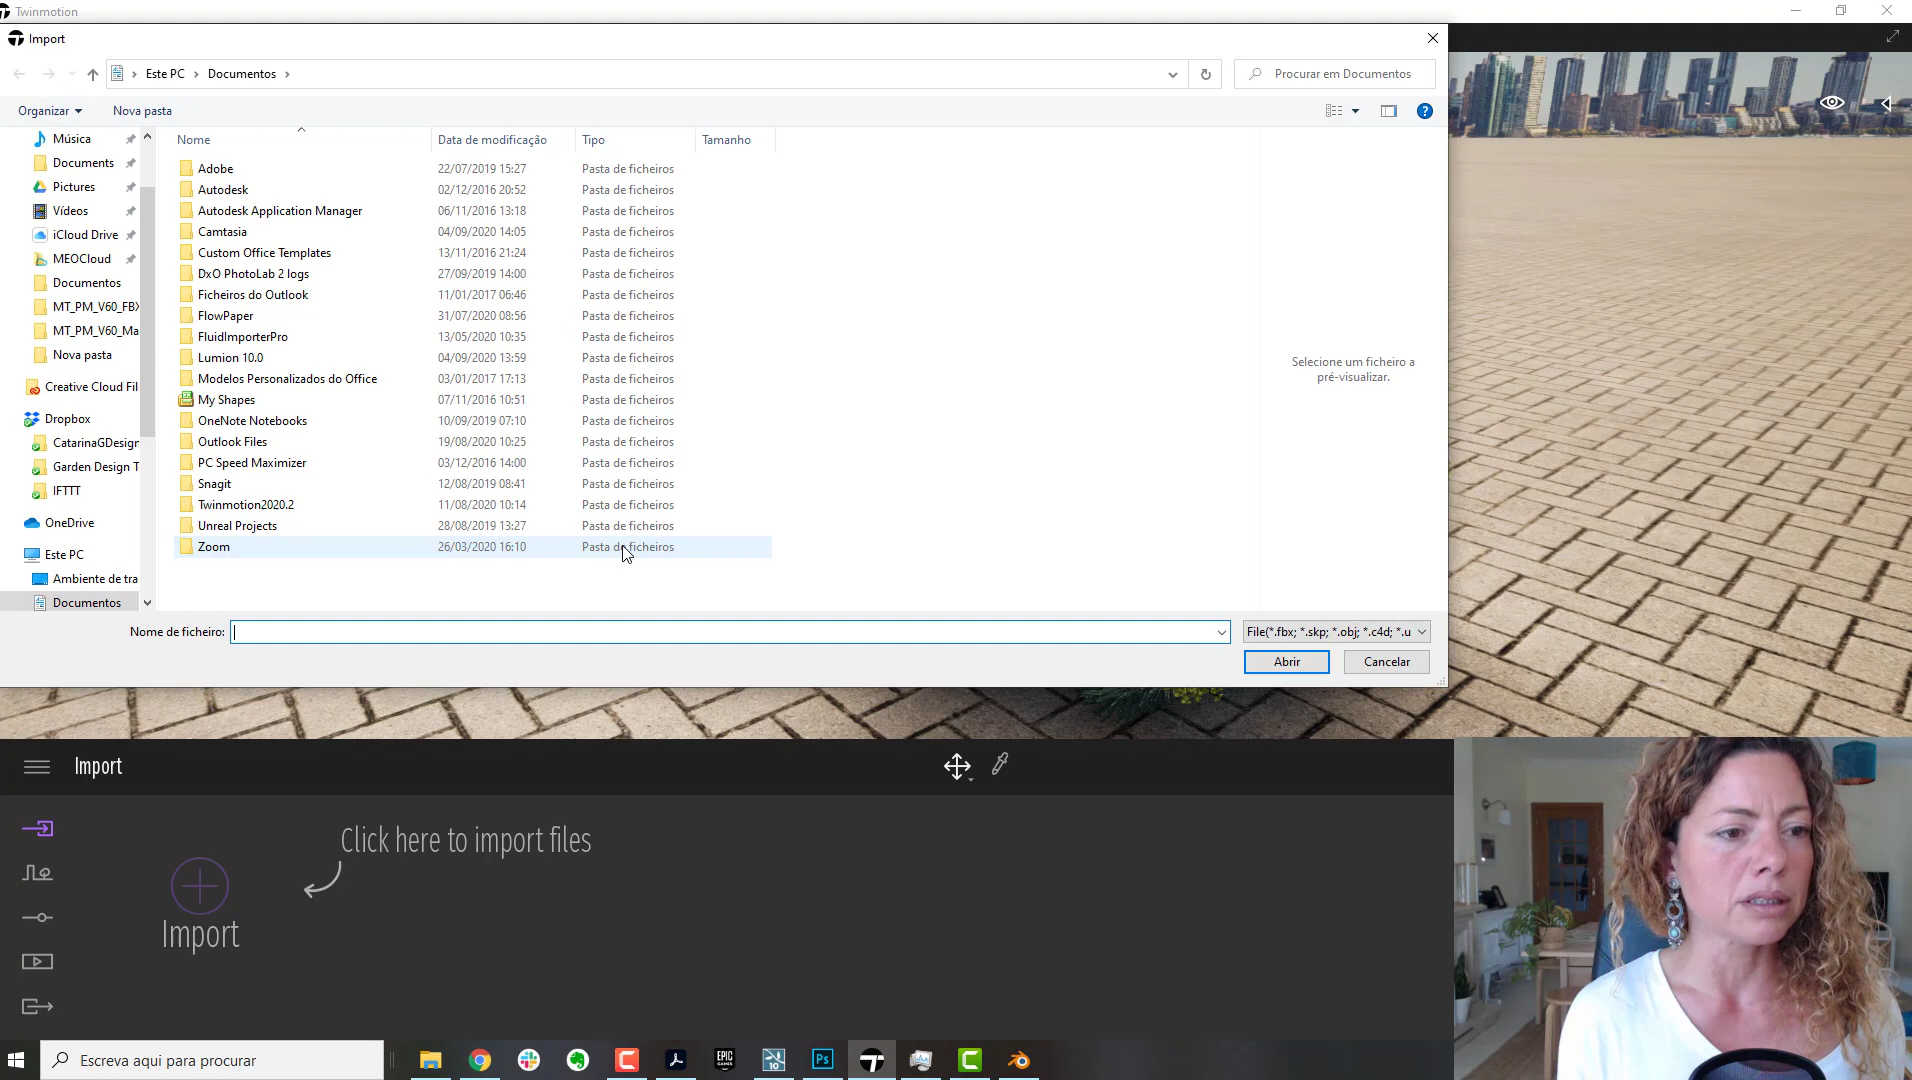 Twinmotion
Import
Este PC
Documentos
Procurar em Documentos
Organizar
Nova pasta
Música
Documents
Pictures
Vídeos
iCloud Drive
MEOCloud
Documentos
MT_PM_V60_FBX
MT_PM_V60_Ma
Nova pasta
Creative Cloud Fil
Dropbox
CatarinaGDesign
Garden Design T
IFTTT
OneDrive
Este PC
Ambiente de tra
Documentos
Nome Data de modificação Tipo Tamanho
Adobe 22/07/2019 15:27 Pasta de ficheiros
Autodesk 02/12/2016 20:52 Pasta de ficheiros
Autodesk Application Manager 06/11/2016 13:18 Pasta de ficheiros
Camtasia 04/09/2020 14:05 Pasta de ficheiros
Custom Office Templates 13/11/2016 21:24 Pasta de ficheiros
DxO PhotoLab 2 logs 27/09/2019 14:00 Pasta de ficheiros
Ficheiros do Outlook 11/01/2017 06:46 Pasta de ficheiros
FlowPaper 31/07/2020 08:56 Pasta de ficheiros
FluidImporterPro 13/05/2020 10:35 Pasta de ficheiros
Lumion 10.0 04/09/2020 13:59 Pasta de ficheiros
Modelos Personalizados do Office 03/01/2017 17:13 Pasta de ficheiros
My Shapes 07/11/2016 10:51 Pasta de ficheiros
OneNote Notebooks 10/09/2019 07:10 Pasta de ficheiros
Outlook Files 19/08/2020 10:25 Pasta de ficheiros
PC Speed Maximizer 03/12/2016 14:00 Pasta de ficheiros
Snagit 12/08/2019 08:41 Pasta de ficheiros
Twinmotion2020.2 11/08/2020 10:14 Pasta de ficheiros
Unreal Projects 28/08/2019 13:27 Pasta de ficheiros
Zoom 26/03/2020 16:10 Pasta de ficheiros
Selecione um ficheiro a
pré-visualizar.
Nome de ficheiro:
File(*.fbx; *.skp; *.obj; *.c4d; *.u
Abrir
Cancelar
Import
Click here to import files
Import
Escreva aqui para procurar
EPIC
GAMES
10
Ps